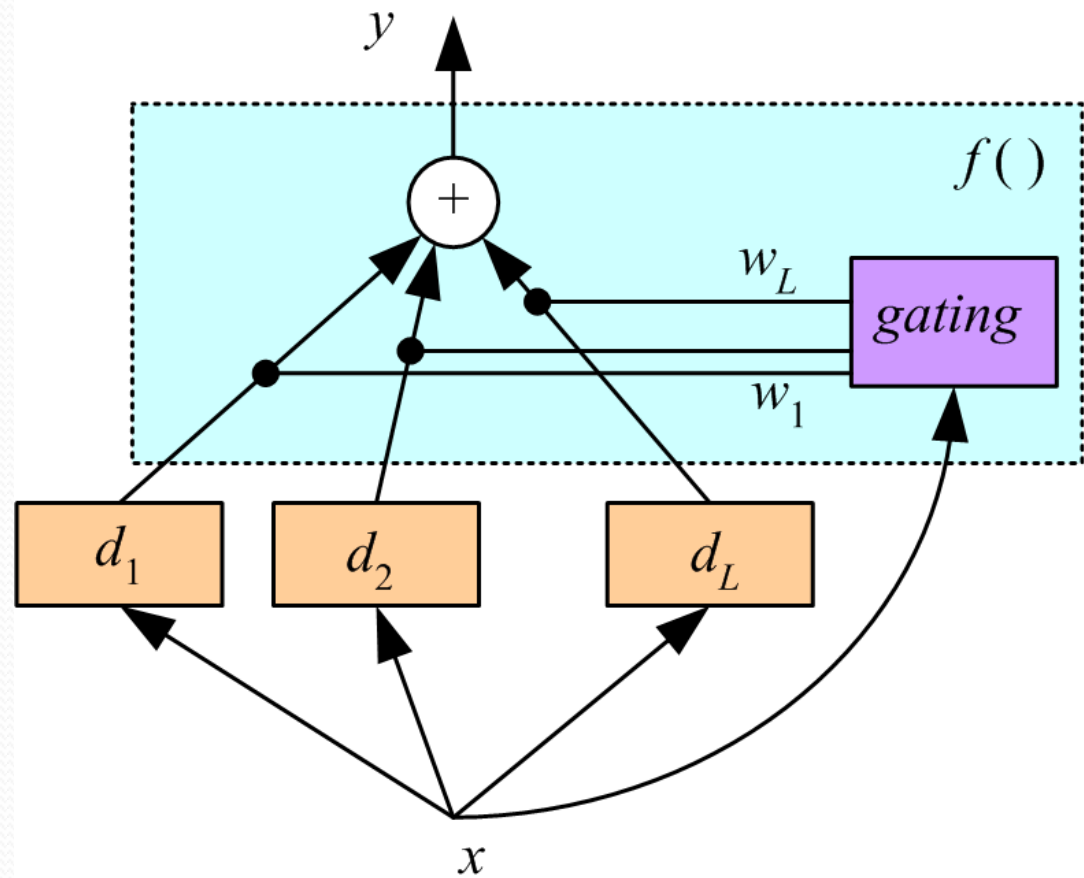 y
f( )
+
w_L
gating
w_1
d_1
d_2
d_L
x